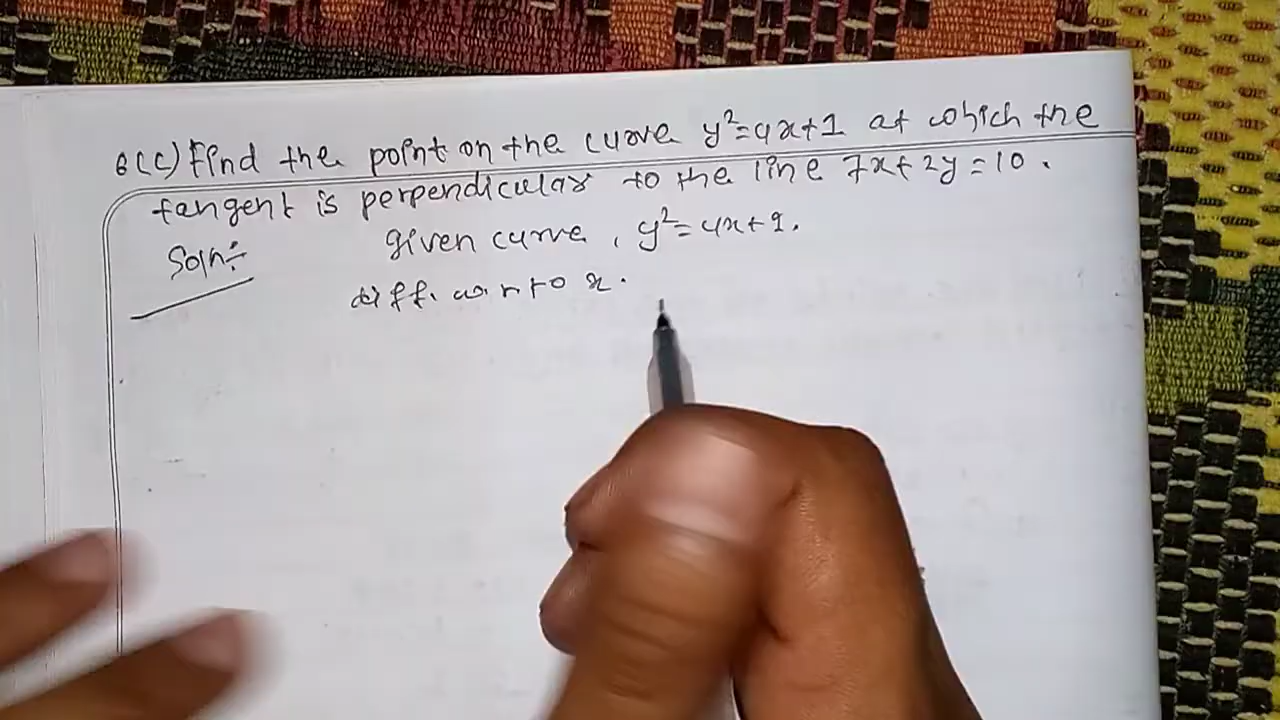 6(c) Find the point on the curve y²=4x+1 at which the
tangent is perpendicular to the line 7x+2y=10.
Soln÷ given curve, y²=4x+1.
diff. w.r.to x.